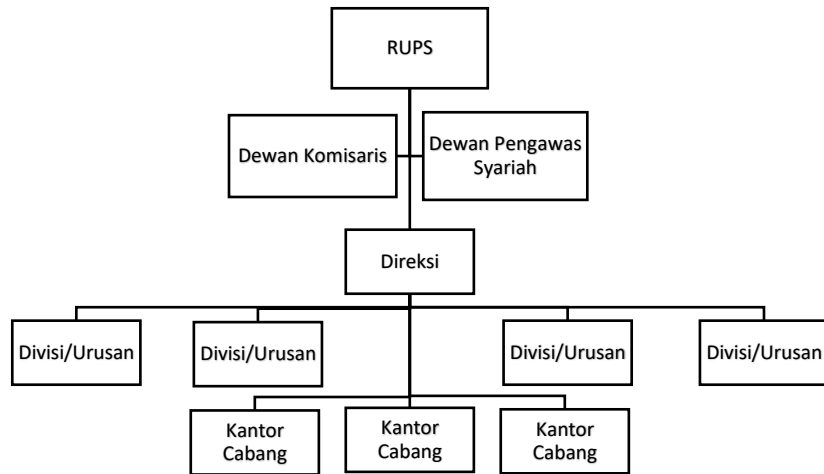 RUPS
Dewan Komisaris
Dewan Pengawas
Syariah
Direksi
Divisi/Urusan
Divisi/Urusan
Divisi/Urusan
Divisi/Urusan
Kantor
Cabang
Kantor
Cabang
Kantor
Cabang